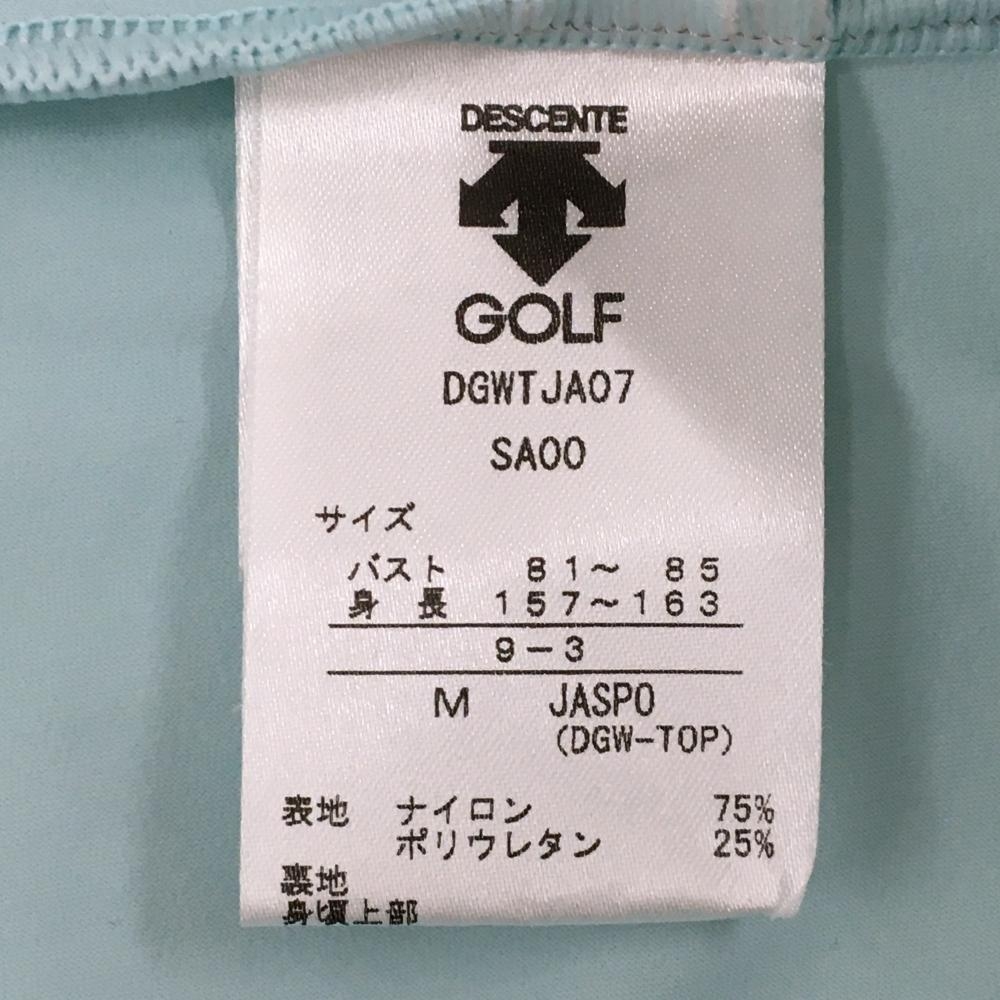 DESCENTE
GOLF
DGWTJA07
SA00
サイズ
バスト 81～ 85
身 長 157～163
9－3
M JASPO
(DGW-TOP)
表地 ナイロン 75%
ポリウレタン 25%
裏地
身頃上部